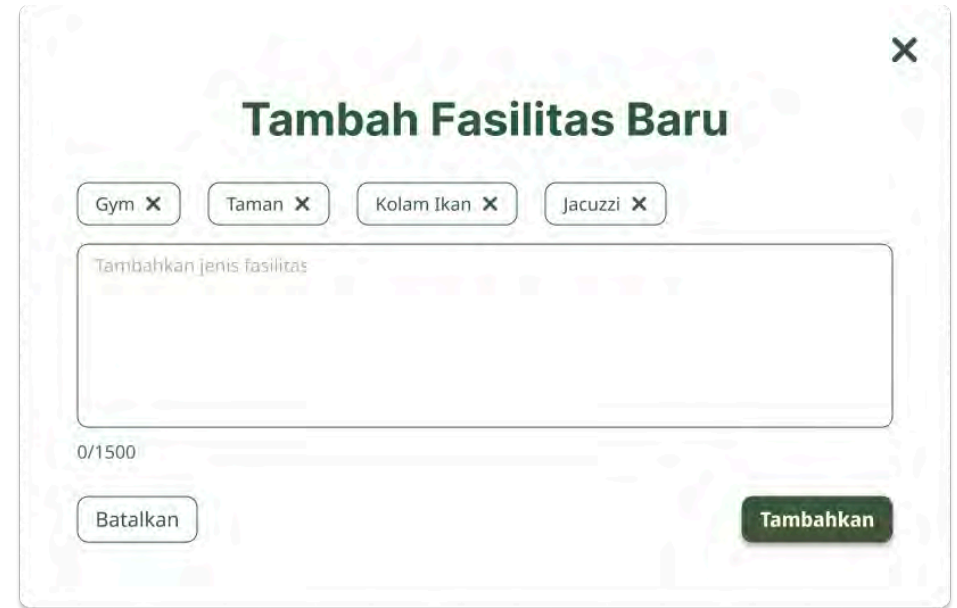 Tambah Fasilitas Baru
Gym Taman Kolam Ikan Jacuzzi
Tambahkan jenis fasilitas
0/1500
Batalkan Tambahkan